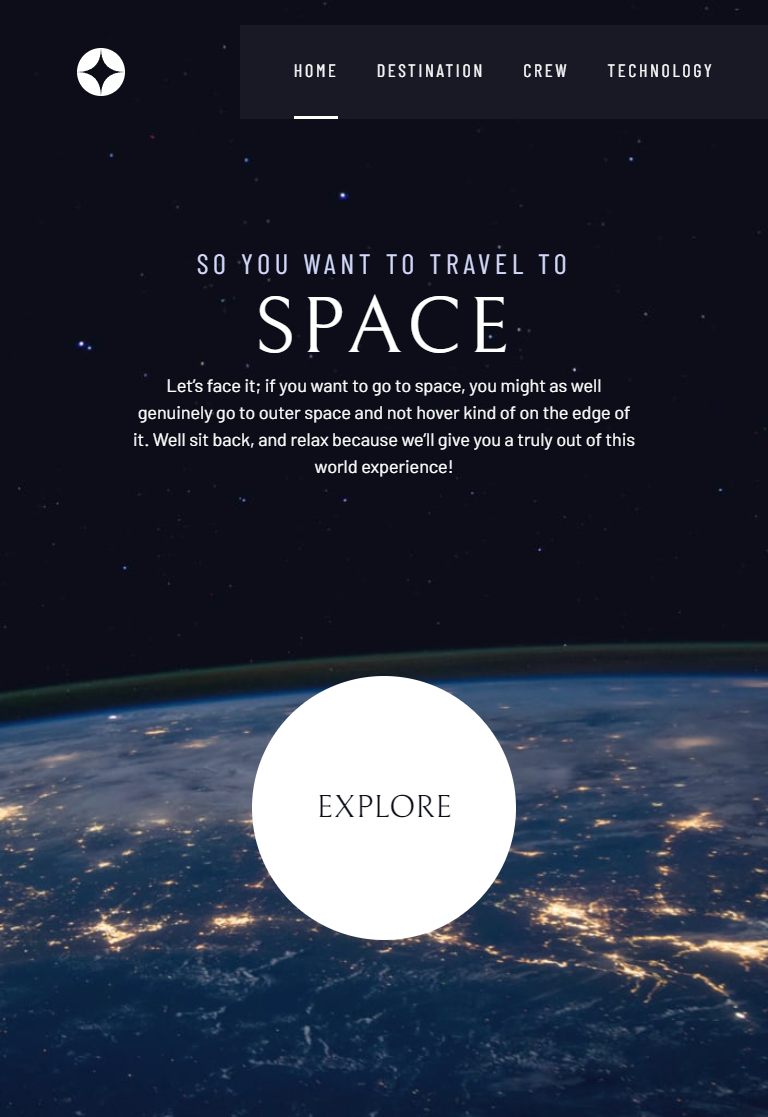 HOME DESTINATION CREW TECHNOLOGY
SO YOU WANT TO TRAVEL TO
SPACE
Let’s face it; if you want to go to space, you might as well
genuinely go to outer space and not hover kind of on the edge of
it. Well sit back, and relax because we’ll give you a truly out of this
world experience!
EXPLORE